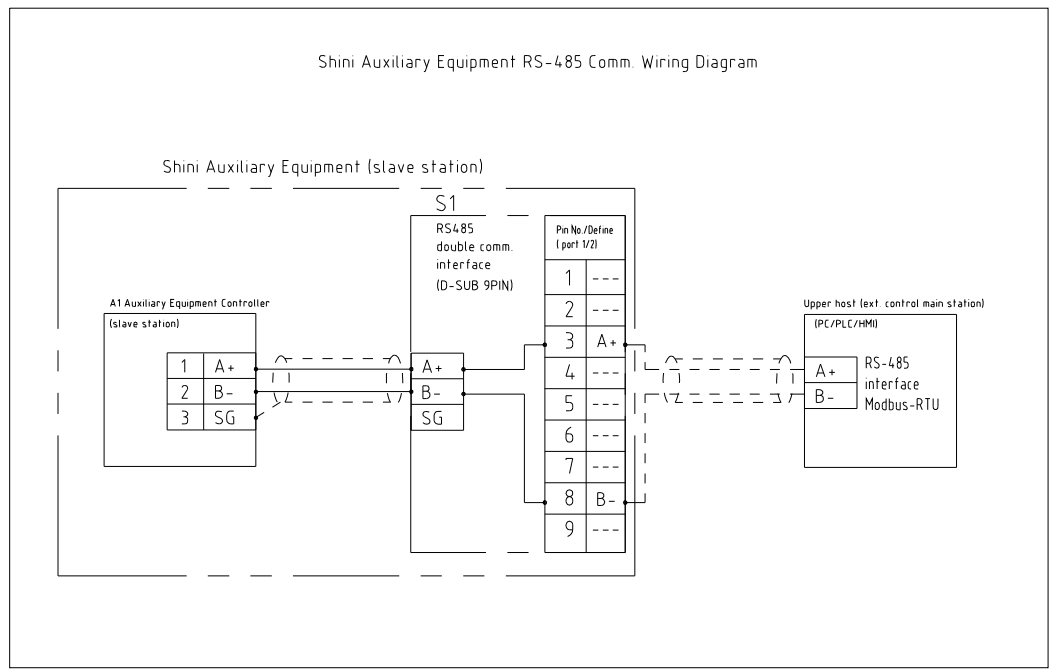 Shini Auxiliary Equipment RS-485 Comm. Wiring Diagram
Shini Auxiliary Equipment (slave station)
S1
RS485
double comm.
interface
(D-SUB 9PIN)
Pin No./Define
( port 1/2)
1 ---
2 ---
3 A+
4 ---
5 ---
6 ---
7 ---
8 B-
9 ---
A1 Auxiliary Equipment Controller
(slave station)
1 A+
2 B-
3 SG
A+
B-
SG
Upper host (ext. control main station)
(PC/PLC/HMI)
A+
B-
RS-485
interface
Modbus-RTU